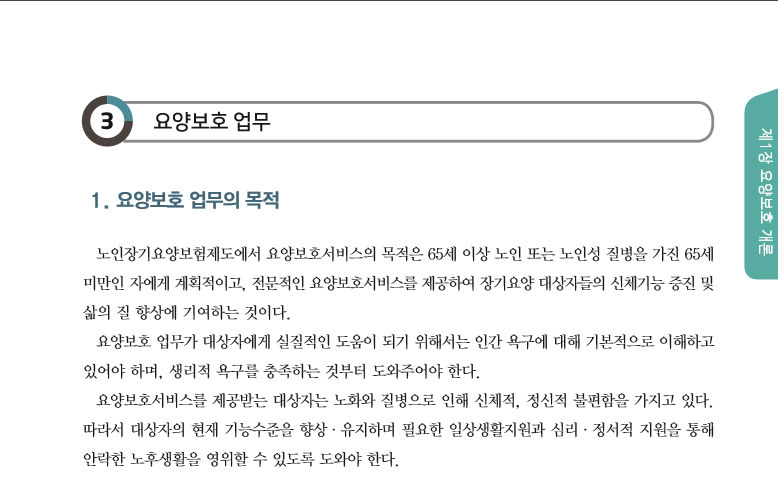 3 요양보호 업무
제1장 요양보호 개론
1. 요양보호 업무의 목적
노인장기요양보험제도에서 요양보호서비스의 목적은 65세 이상 노인 또는 노인성 질병을 가진 65세
미만인 자에게 계획적이고, 전문적인 요양보호서비스를 제공하여 장기요양 대상자들의 신체기능 증진 및
삶의 질 향상에 기여하는 것이다.
요양보호 업무가 대상자에게 실질적인 도움이 되기 위해서는 인간 욕구에 대해 기본적으로 이해하고
있어야 하며, 생리적 욕구를 충족하는 것부터 도와주어야 한다.
요양보호서비스를 제공받는 대상자는 노화와 질병으로 인해 신체적, 정신적 불편함을 가지고 있다.
따라서 대상자의 현재 기능수준을 향상·유지하며 필요한 일상생활지원과 심리·정서적 지원을 통해
안락한 노후생활을 영위할 수 있도록 도와야 한다.